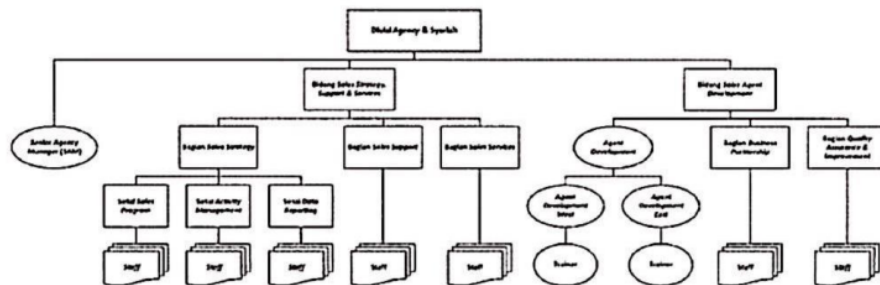 Divisi Agency & Syariah
Bidang Sales Strategy,
Support & Services
Bidang Sales Agent
Development
Senior Agency
Manager (SAM)
Bagian Sales Strategy
Bagian Sales Support
Bagian Sales Services
Agent
Development
Bagian Business
Partnership
Bagian Quality
Assurance &
Improvement
Seksi Sales
Program
Seksi Activity
Management
Seksi Data
Reporting
Agent
Development
West
Agent
Development
East
Staff
Staff
Staff
Staff
Staff
Trainer
Trainer
Staff
Staff